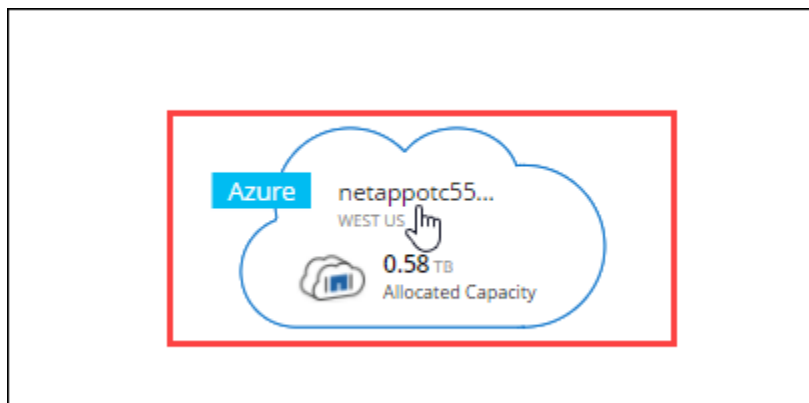 Azure
netappotc55...
WEST US
0.58 TB
Allocated Capacity